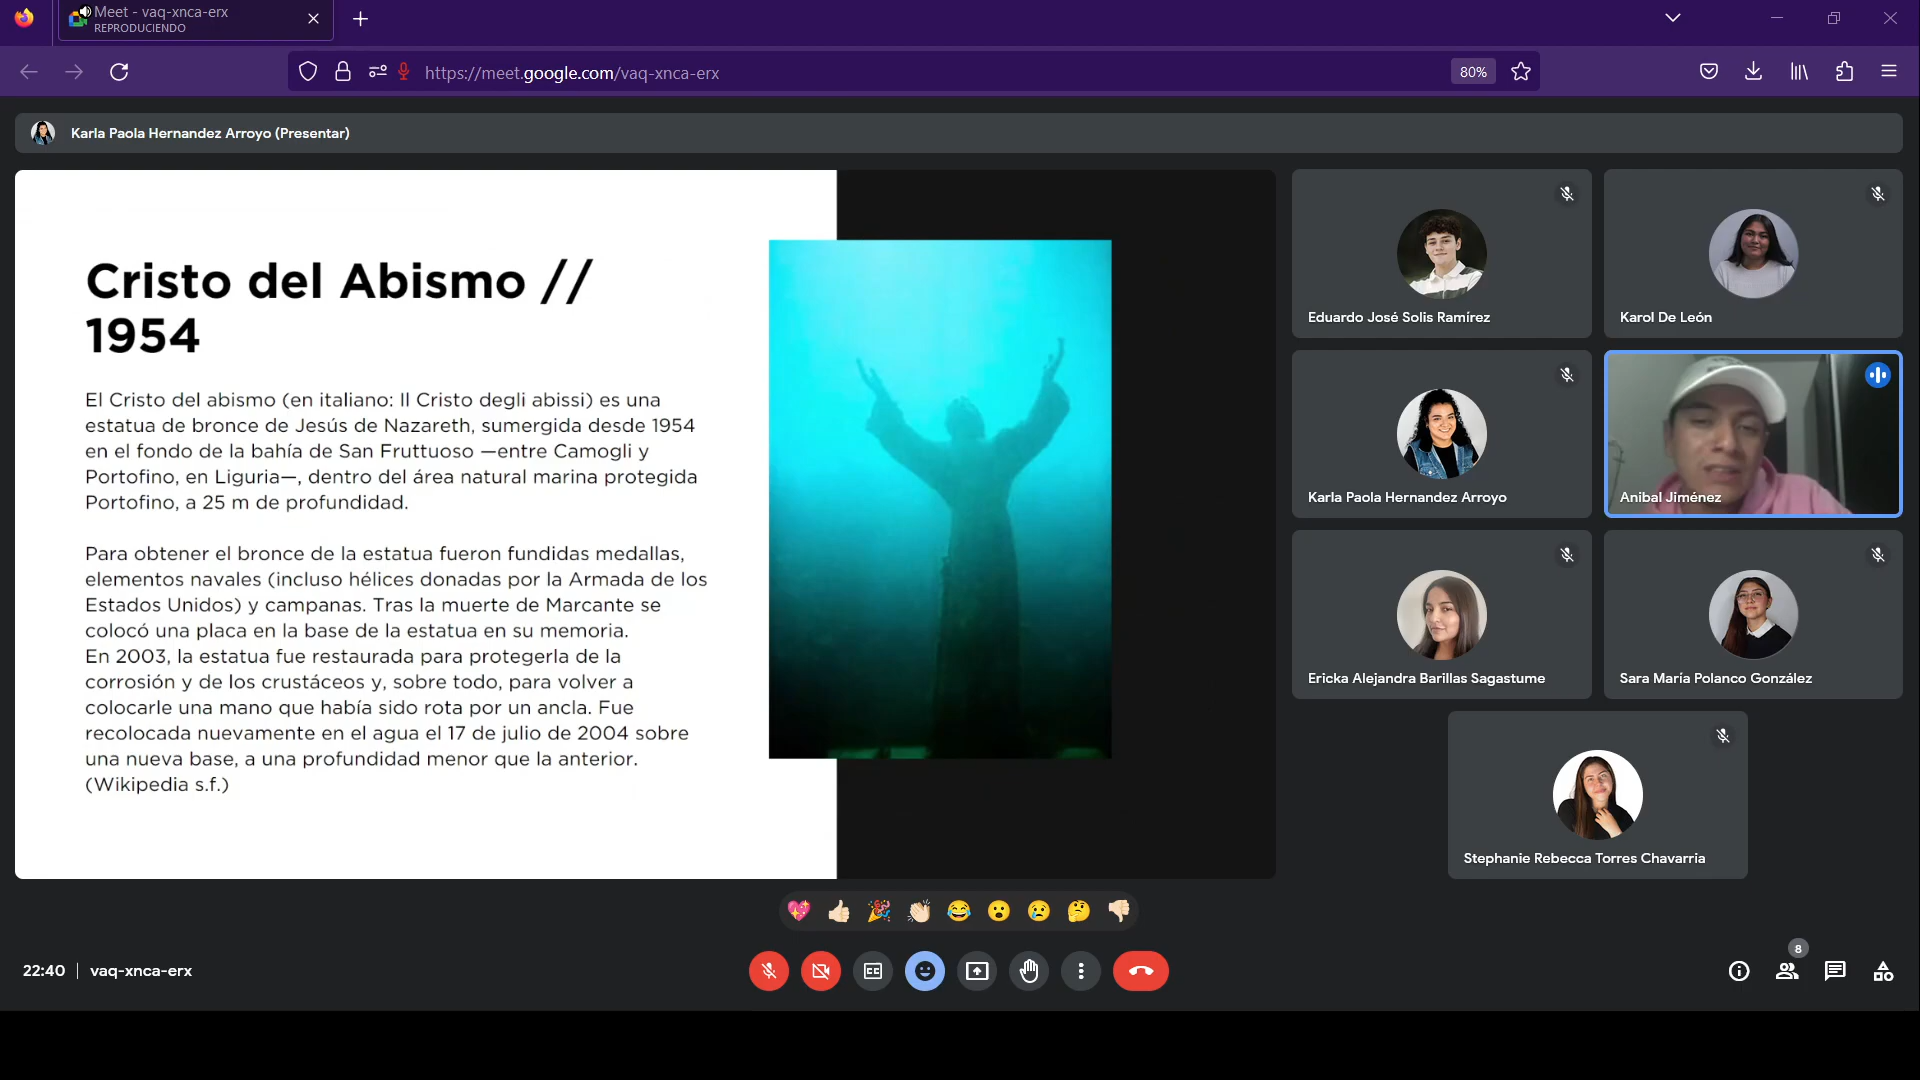 Meet - vaq-xnca-erx
REPRODUCIENDO
https://meet.google.com/vaq-xnca-erx
80%
Karla Paola Hernandez Arroyo (Presentar)
Cristo del Abismo //
1954
El Cristo del abismo (en italiano: Il Cristo degli abissi) es una
estatua de bronce de Jesús de Nazareth, sumergida desde 1954
en el fondo de la bahía de San Fruttuoso —entre Camogli y
Portofino, en Liguria—, dentro del área natural marina protegida
Portofino, a 25 m de profundidad.
Para obtener el bronce de la estatua fueron fundidas medallas,
elementos navales (incluso hélices donadas por la Armada de los
Estados Unidos) y campanas. Tras la muerte de Marcante se
colocó una placa en la base de la estatua en su memoria.
En 2003, la estatua fue restaurada para protegerla de la
corrosión y de los crustáceos y, sobre todo, para volver a
colocarle una mano que había sido rota por un ancla. Fue
recolocada nuevamente en el agua el 17 de julio de 2004 sobre
una nueva base, a una profundidad menor que la anterior.
(Wikipedia s.f.)
Eduardo José Solis Ramírez
Karol De León
Karla Paola Hernandez Arroyo
Anibal Jiménez
Ericka Alejandra Barillas Sagastume
Sara María Polanco González
Stephanie Rebecca Torres Chavarria
22:40 | vaq-xnca-erx
8